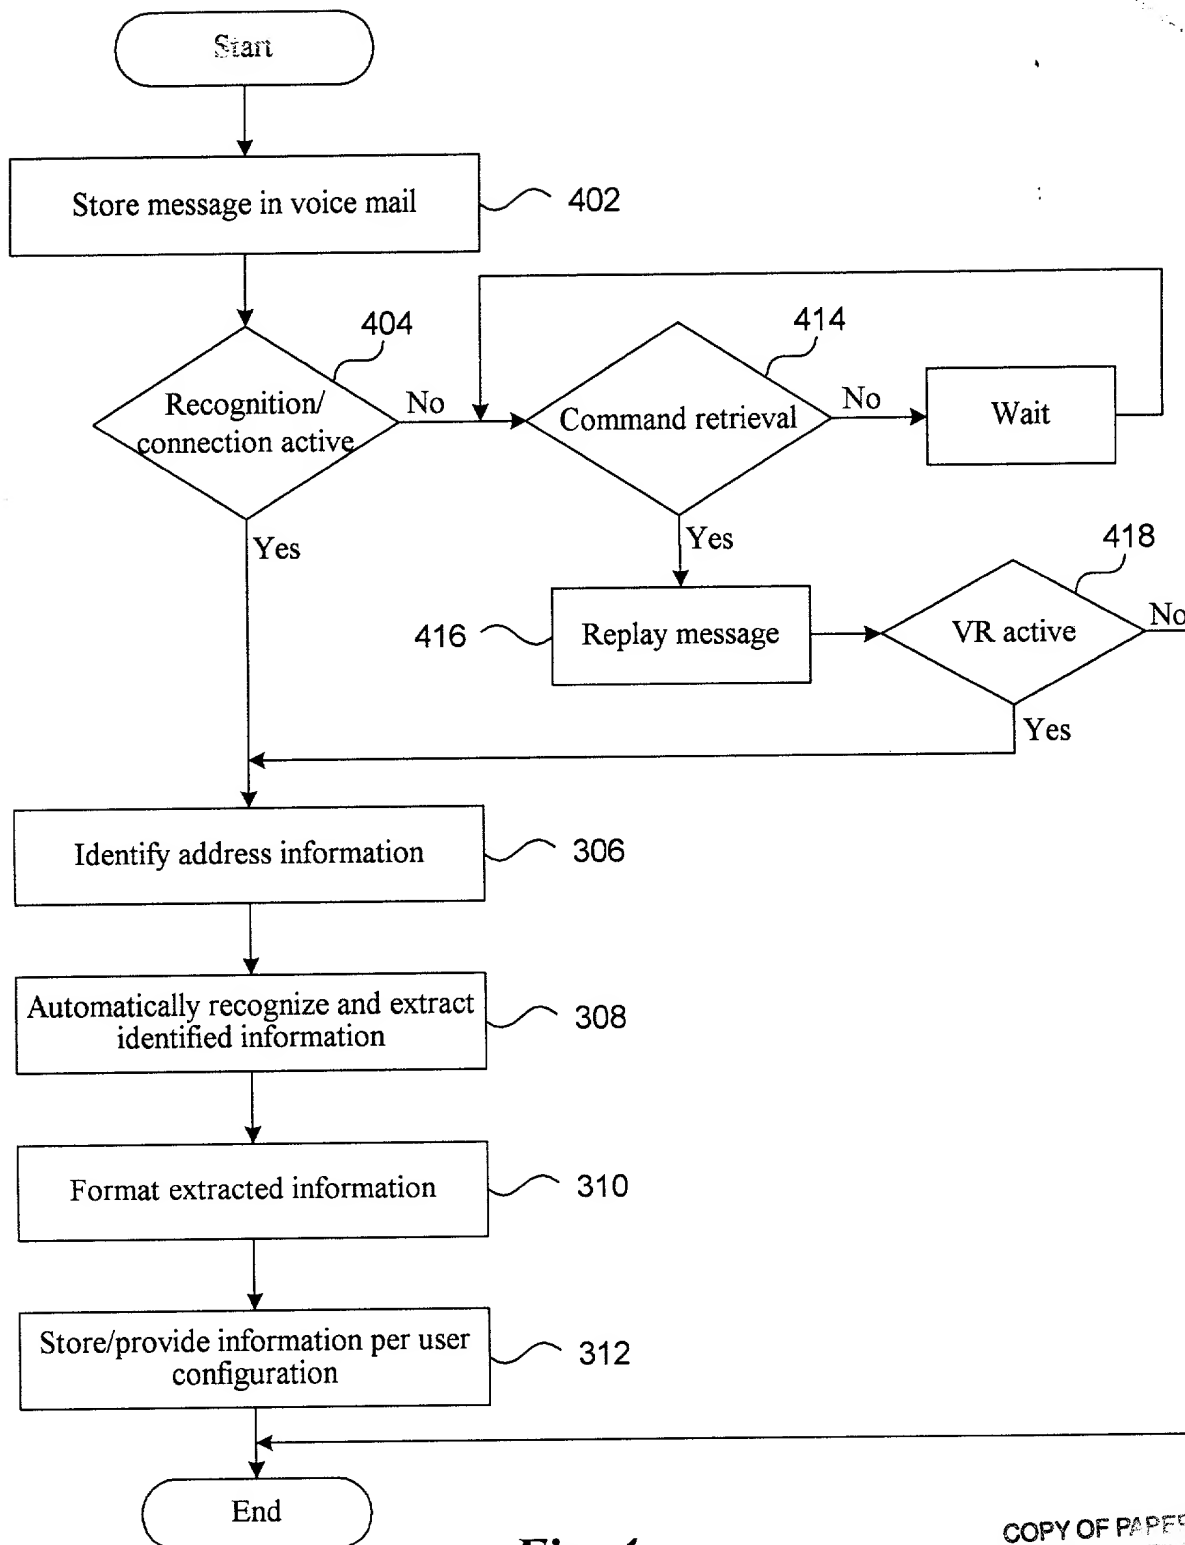 Start
Store message in voice mail
402
404
Recognition/
connection active
No
Yes
414
Command retrieval
No
Wait
Yes
416
Replay message
418
VR active
No
Yes
Identify address information
306
Automatically recognize and extract
identified information
308
Format extracted information
310
Store/provide information per user
configuration
312
End
COPY OF